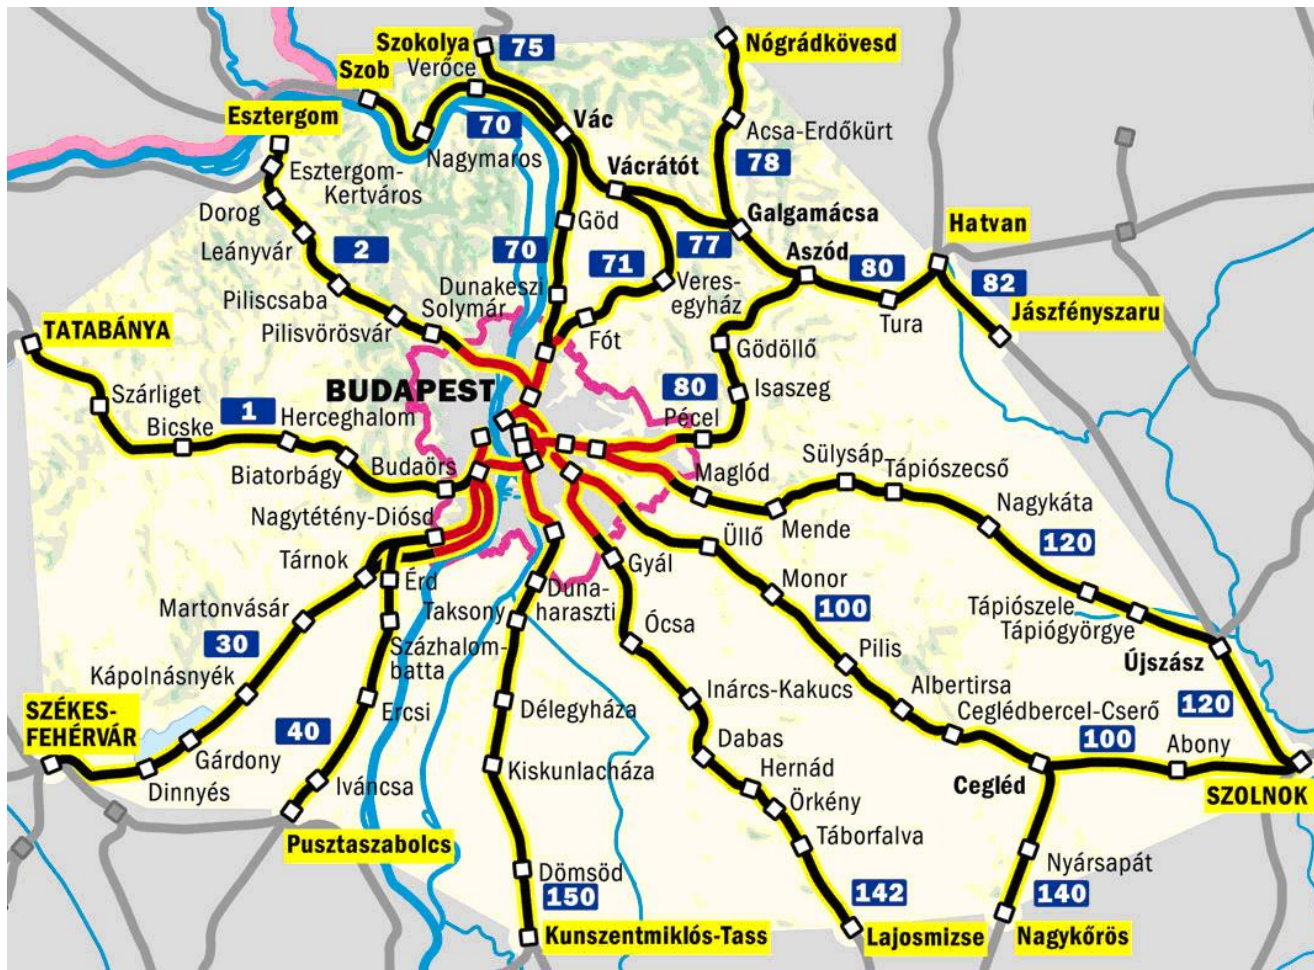 Szokolya
75
Nógrádkövesd
Szob
Verőce
Esztergom
70
Vác
Acsa-Erdőkürt
Nagymaros
Vácrátót
78
Esztergom-
Kertváros
Dorog
Göd
Galgamácsa
Hatvan
Leányvár
2
70
71
77
Aszód
80
82
Piliscsaba
Dunakeszi
Veres-
egyház
Solymár
Jászfényszaru
Pilisvörösvár
Fót
Tura
TATABÁNYA
Gödöllő
BUDAPEST
80
Isaszeg
Szárliget
1
Herceghalom
Pécel
Bicske
Biatorbágy
Budaörs
Maglód
Sülysáp
Tápiószecső
Nagykáta
Nagytétény-Diósd
Mende
Üllő
120
Tárnok
Érd
Gyál
Monor
Duna-
haraszti
Martonvásár
Taksony
100
Tápiószele
Tápiógyörgye
30
Százhalom-
batta
Ócsa
Pilis
Újszász
Kápolnásnyék
Inárcs-Kakucs
Albertirsa
SZÉKES-
FEHÉRVÁR
Ercsi
Délegyháza
Ceglédbercel-Cserő
120
40
Dabas
100
Abony
Gárdony
Kiskunlacháza
Hernád
Cegléd
Dinnyés
Iváncsa
Örkény
SZOLNOK
Pusztaszabolcs
Táborfalva
Dömsöd
Nyársapát
150
142
140
Kunszentmiklós-Tass
Lajosmizse
Nagykőrös